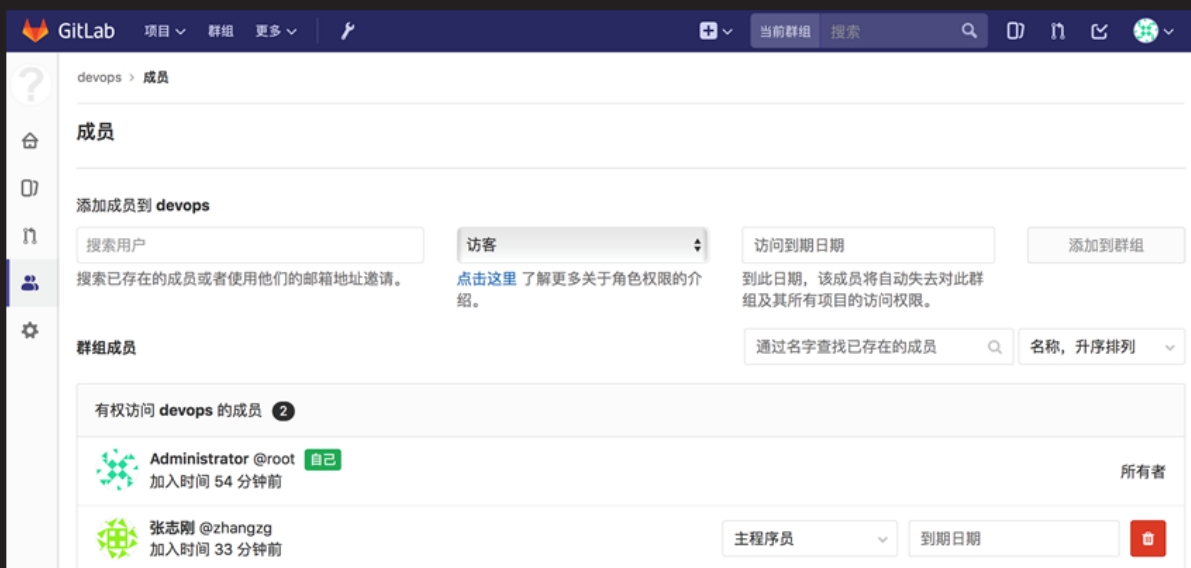 GitLab 项目 群组 更多 当前群组 搜索
devops > 成员
成员
添加成员到 devops
搜索用户 访客 访问到期日期 添加到群组
搜索已存在的成员或者使用他们的邮箱地址邀请。 点击这里 了解更多关于角色权限的介 到此日期，该成员将自动失去对此群
绍。 组及其所有项目的访问权限。
群组成员 通过名字查找已存在的成员 名称，升序排列
有权访问 devops 的成员 2
Administrator @root 自己
加入时间 54 分钟前 所有者
张志刚 @zhangzg
加入时间 33 分钟前 主程序员 到期日期